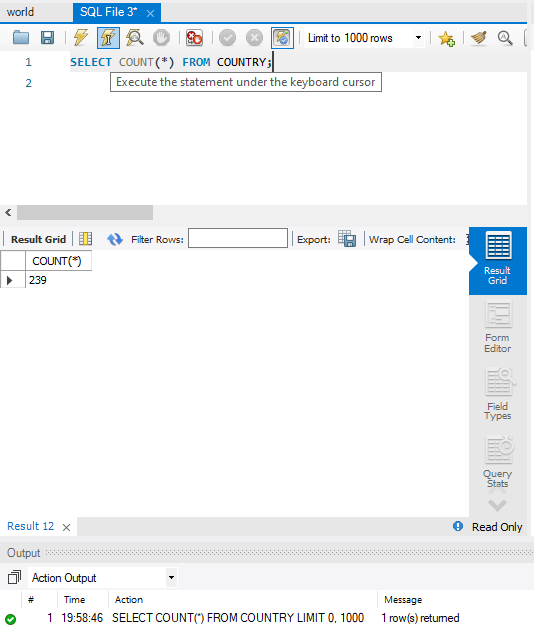 world SQL File 3*
Limit to 1000 rows
1 SELECT COUNT(*) FROM COUNTRY;
Execute the statement under the keyboard cursor
2
Result Grid Filter Rows: Export: Wrap Cell Content:
COUNT(*)
239
Result
Grid
Form
Editor
Field
Types
Query
Stats
Result 12 Read Only
Output
Action Output
# Time Action Message
1 19:58:46 SELECT COUNT(*) FROM COUNTRY LIMIT 0, 1000 1 row(s) returned